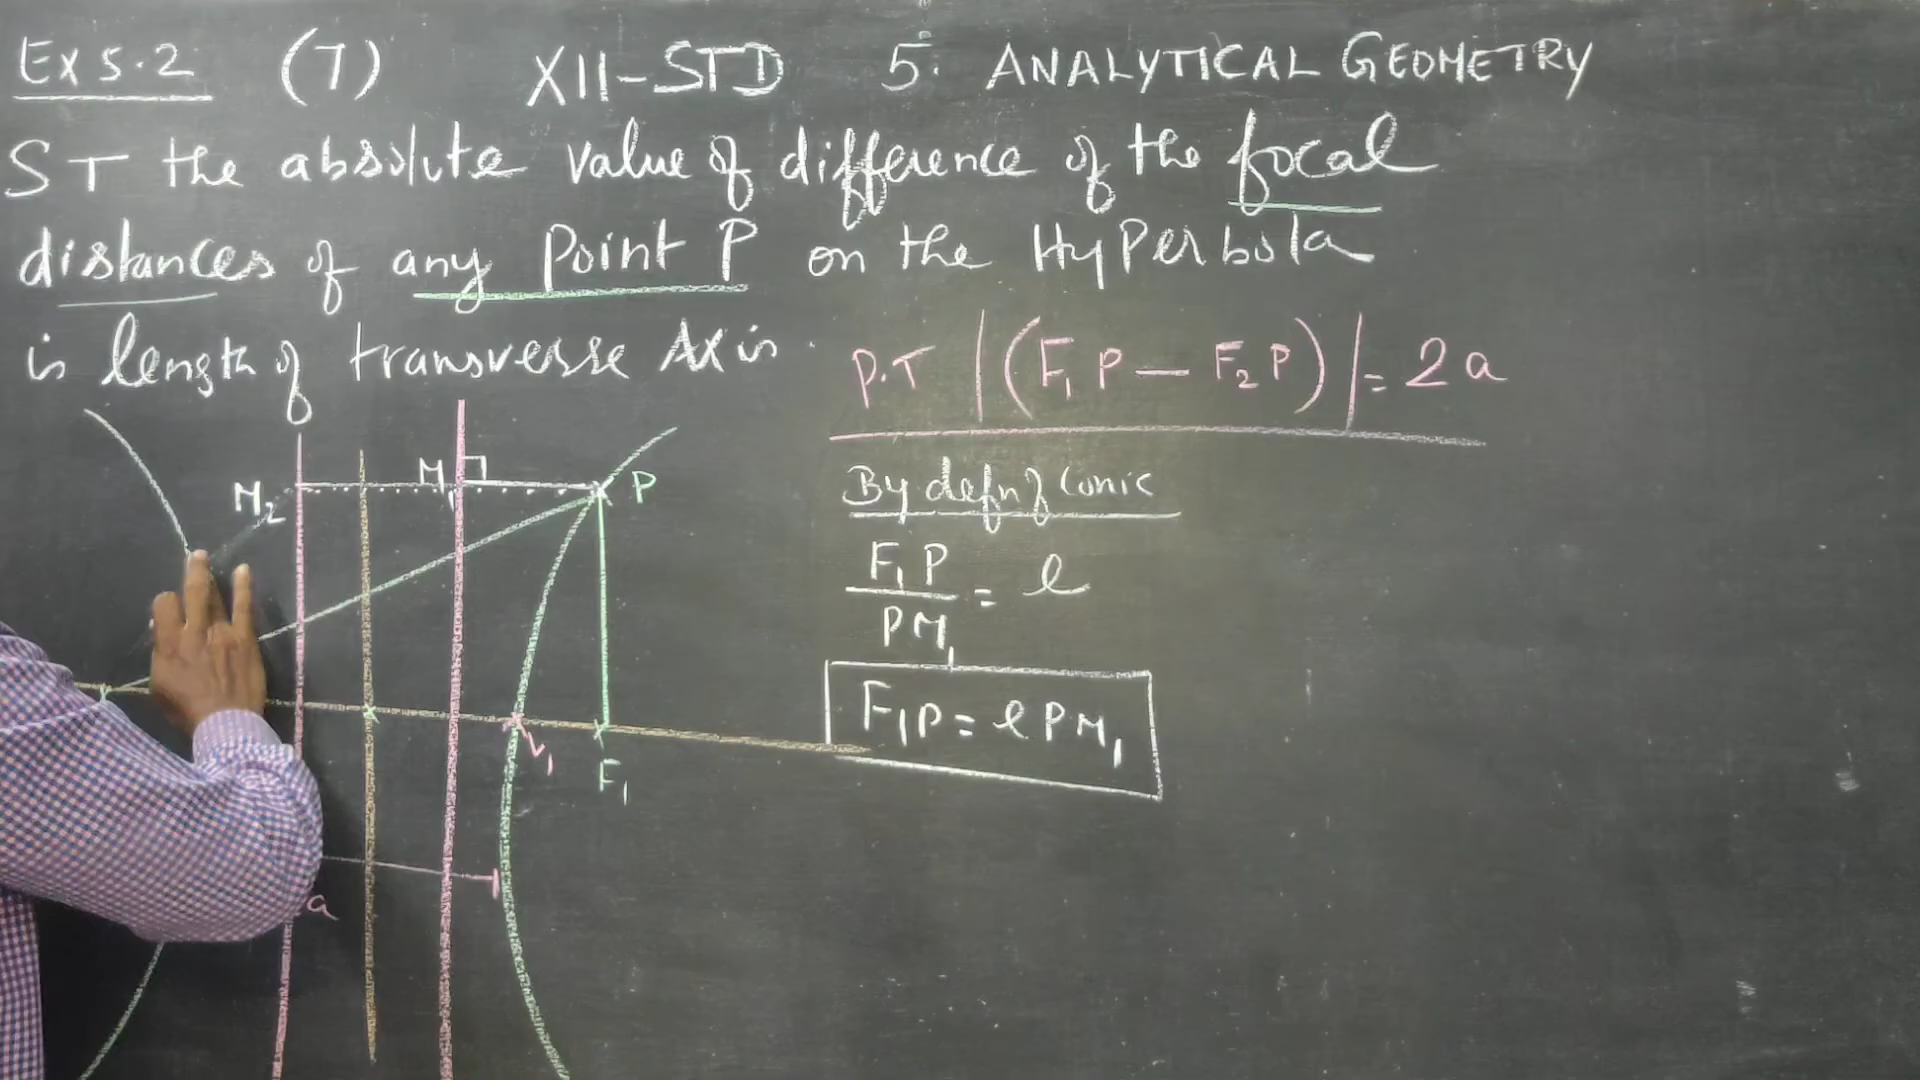 Ex 5.2 (7) XII-STD 5. ANALYTICAL GEOMETRY
ST the absolute value of difference of the focal
distances of any Point P on the HyPerbola
is length of transverse Axis.
P.T |(F₁P — F₂P)| = 2a
M₂ M₁ P
By defn of Conic
F₁P
/PM₁ = e
F₁P = e PM₁
V₁
F₁
a